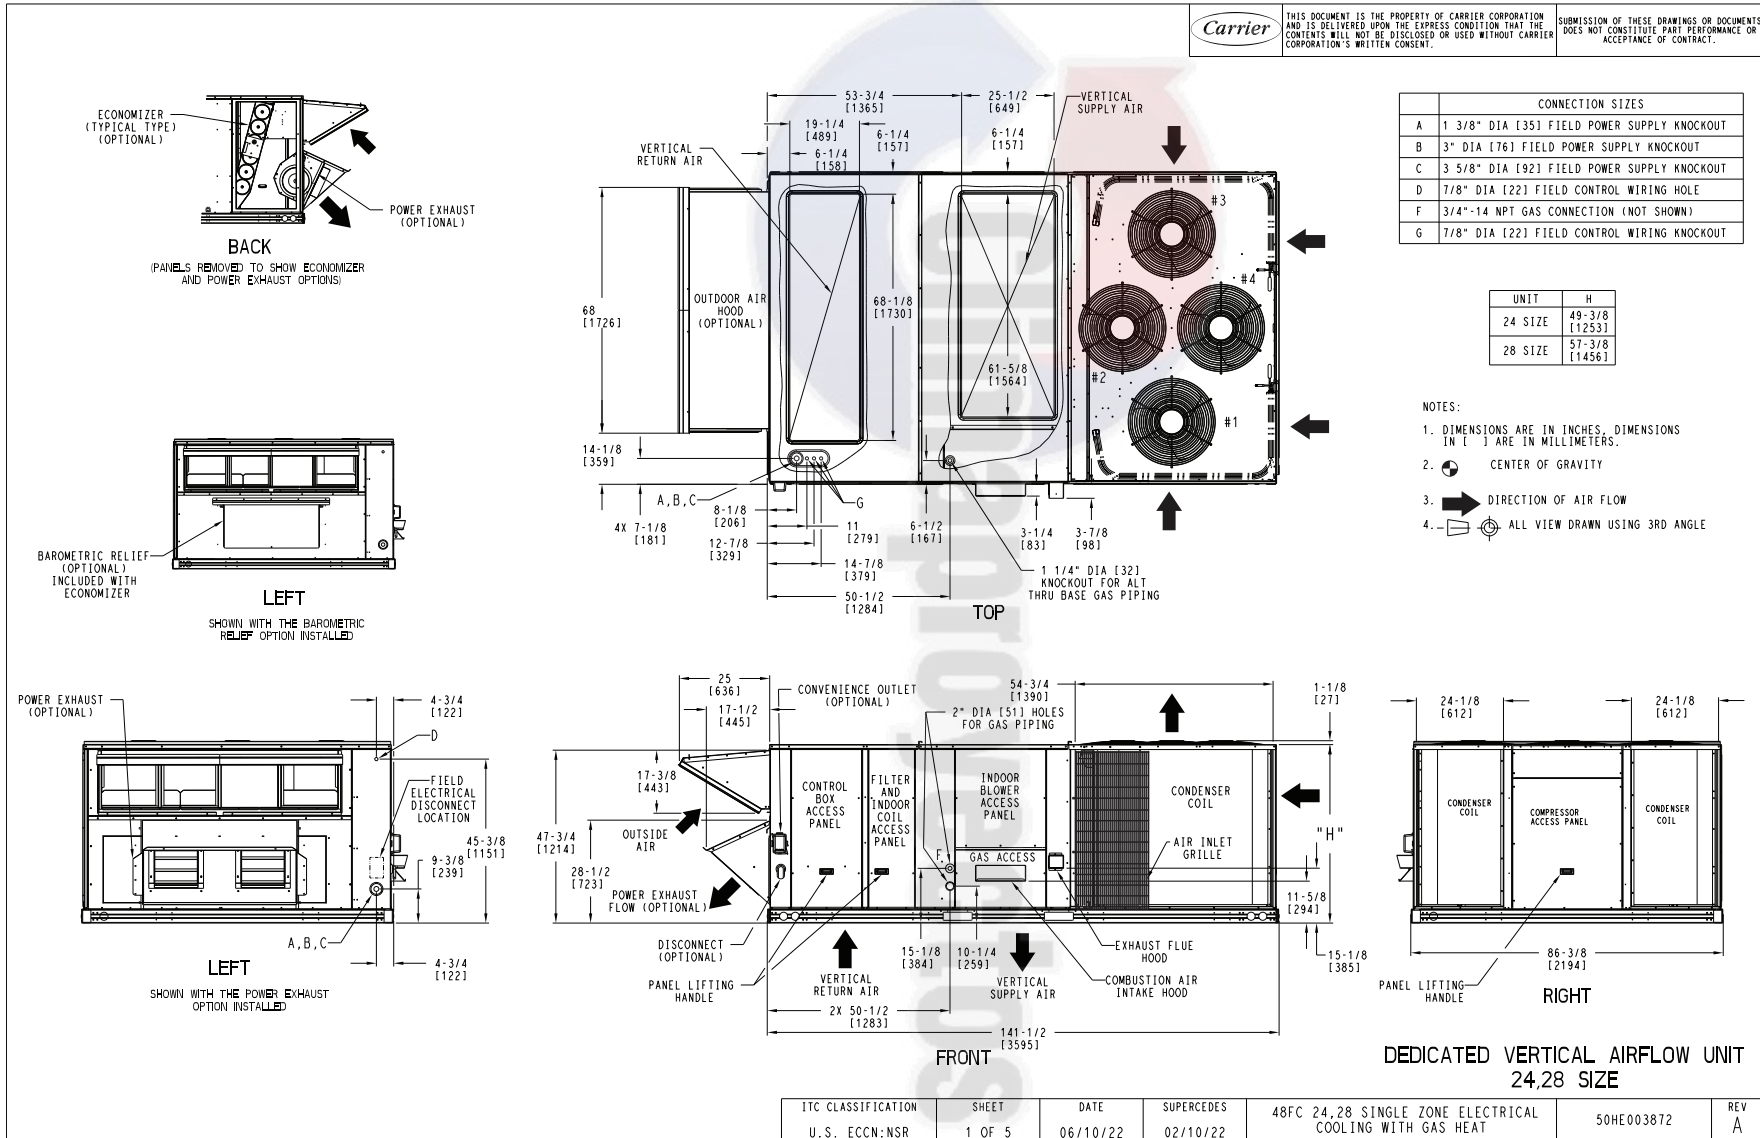 Carrier
THIS DOCUMENT IS THE PROPERTY OF CARRIER CORPORATION
AND IS DELIVERED UPON THE EXPRESS CONDITION THAT THE
CONTENTS WILL NOT BE DISCLOSED OR USED WITHOUT CARRIER
CORPORATION'S WRITTEN CONSENT.
SUBMISSION OF THESE DRAWINGS OR DOCUMENTS
DOES NOT CONSTITUTE PART PERFORMANCE OR
ACCEPTANCE OF CONTRACT.
ECONOMIZER
(TYPICAL TYPE)
(OPTIONAL)
POWER EXHAUST
(OPTIONAL)
BACK
(PANELS REMOVED TO SHOW ECONOMIZER
AND POWER EXHAUST OPTIONS)
BAROMETRIC RELIEF
(OPTIONAL)
INCLUDED WITH
ECONOMIZER
LEFT
SHOWN WITH THE BAROMETRIC
RELIEF OPTION INSTALLED
53-3/4
[1365]
25-1/2
[649]
VERTICAL
SUPPLY AIR
19-1/4
[489]
6-1/4
[157]
6-1/4
[157]
VERTICAL
RETURN AIR
6-1/4
[158]
#3
#4
68
[1726]
OUTDOOR AIR
HOOD
(OPTIONAL)
68-1/8
[1730]
61-5/8
[1564]
#2
#1
14-1/8
[359]
A,B,C
G
4X 7-1/8
[181]
8-1/8
[206]
11
[279]
6-1/2
[167]
3-1/4
[83]
3-7/8
[98]
12-7/8
[329]
14-7/8
[379]
1 1/4" DIA [32]
KNOCKOUT FOR ALT
THRU BASE GAS PIPING
50-1/2
[1284]
TOP
CONNECTION SIZES
A 1 3/8" DIA [35] FIELD POWER SUPPLY KNOCKOUT
B 3" DIA [76] FIELD POWER SUPPLY KNOCKOUT
C 3 5/8" DIA [92] FIELD POWER SUPPLY KNOCKOUT
D 7/8" DIA [22] FIELD CONTROL WIRING HOLE
F 3/4"-14 NPT GAS CONNECTION (NOT SHOWN)
G 7/8" DIA [22] FIELD CONTROL WIRING KNOCKOUT
UNIT H
24 SIZE 49-3/8
[1253]
28 SIZE 57-3/8
[1456]
NOTES:
1. DIMENSIONS ARE IN INCHES, DIMENSIONS
IN [ ] ARE IN MILLIMETERS.
2. CENTER OF GRAVITY
3. DIRECTION OF AIR FLOW
4. ALL VIEW DRAWN USING 3RD ANGLE
POWER EXHAUST
(OPTIONAL)
4-3/4
[122]
D
FIELD
ELECTRICAL
DISCONNECT
LOCATION
45-3/8
[1151]
9-3/8
[239]
A,B,C
4-3/4
[122]
LEFT
SHOWN WITH THE POWER EXHAUST
OPTION INSTALLED
25
[636]
17-1/2
[445]
CONVENIENCE OUTLET
(OPTIONAL)
2" DIA [51] HOLES
FOR GAS PIPING
54-3/4
[1390]
1-1/8
[27]
17-3/8
[443]
47-3/4
[1214]
28-1/2
[723]
OUTSIDE
AIR
POWER EXHAUST
FLOW (OPTIONAL)
CONTROL
BOX
ACCESS
PANEL
FILTER
AND
INDOOR
COIL
ACCESS
PANEL
INDOOR
BLOWER
ACCESS
PANEL
F
GAS ACCESS
CONDENSER
COIL
AIR INLET
GRILLE
"H"
11-5/8
[294]
15-1/8
[385]
DISCONNECT
(OPTIONAL)
PANEL LIFTING
HANDLE
VERTICAL
RETURN AIR
15-1/8
[384]
10-1/4
[259]
VERTICAL
SUPPLY AIR
EXHAUST FLUE
HOOD
COMBUSTION AIR
INTAKE HOOD
2X 50-1/2
[1283]
141-1/2
[3595]
FRONT
24-1/8
[612]
24-1/8
[612]
CONDENSER
COIL
COMPRESSOR
ACCESS PANEL
CONDENSER
COIL
86-3/8
[2194]
PANEL LIFTING
HANDLE
RIGHT
DEDICATED VERTICAL AIRFLOW UNIT
24,28 SIZE
ITC CLASSIFICATION
U.S. ECCN:NSR
SHEET
1 OF 5
DATE
06/10/22
SUPERCEDES
02/10/22
48FC 24,28 SINGLE ZONE ELECTRICAL
COOLING WITH GAS HEAT
50HE003872
REV
A